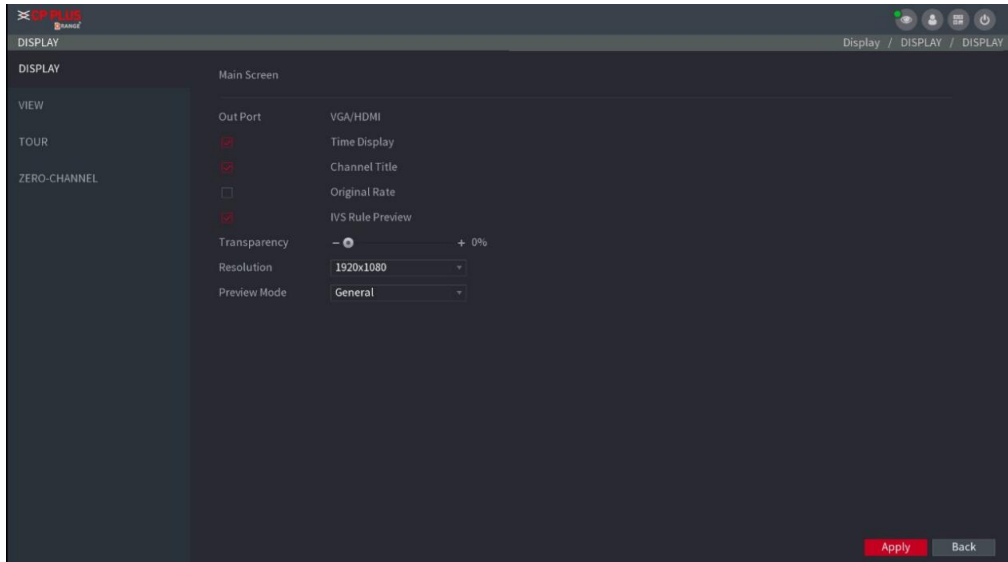 CP PLUS
ORANGE
DISPLAY
Display / DISPLAY / DISPLAY
DISPLAY
VIEW
TOUR
ZERO-CHANNEL
Main Screen
Out Port VGA/HDMI
Time Display
Channel Title
Original Rate
IVS Rule Preview
Transparency - + 0%
Resolution 1920x1080
Preview Mode General
Apply Back